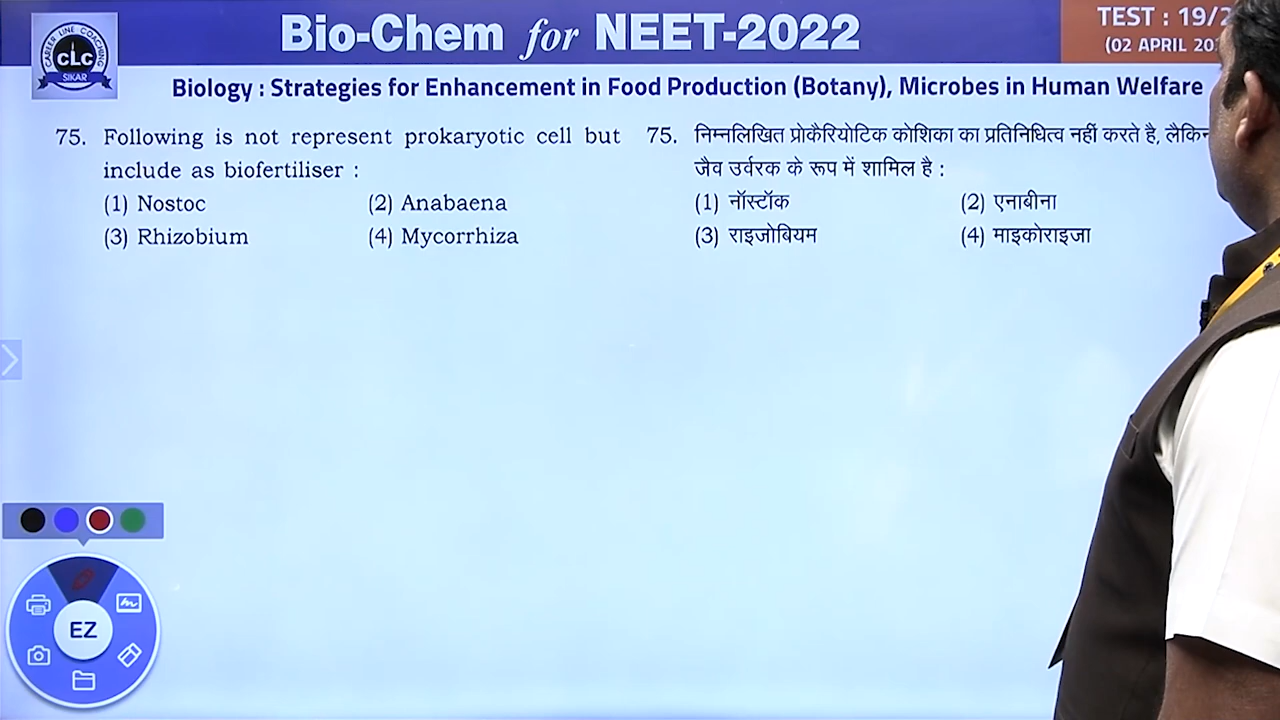 Bio-Chem for NEET-2022
TEST : 19/2
(02 APRIL 20
CAREER LINE COACHING
CLC
SIKAR
Biology : Strategies for Enhancement in Food Production (Botany), Microbes in Human Welfare
75. Following is not represent prokaryotic cell but
include as biofertiliser :
(1) Nostoc (2) Anabaena
(3) Rhizobium (4) Mycorrhiza
75. निम्नलिखित प्रोकैरियोटिक कोशिका का प्रतिनिधित्व नहीं करते है, लैकिन
जैव उर्वरक के रूप में शामिल है :
(1) नॉस्टॉक (2) एनाबीना
(3) राइजोबियम (4) माइकोराइजा
EZ